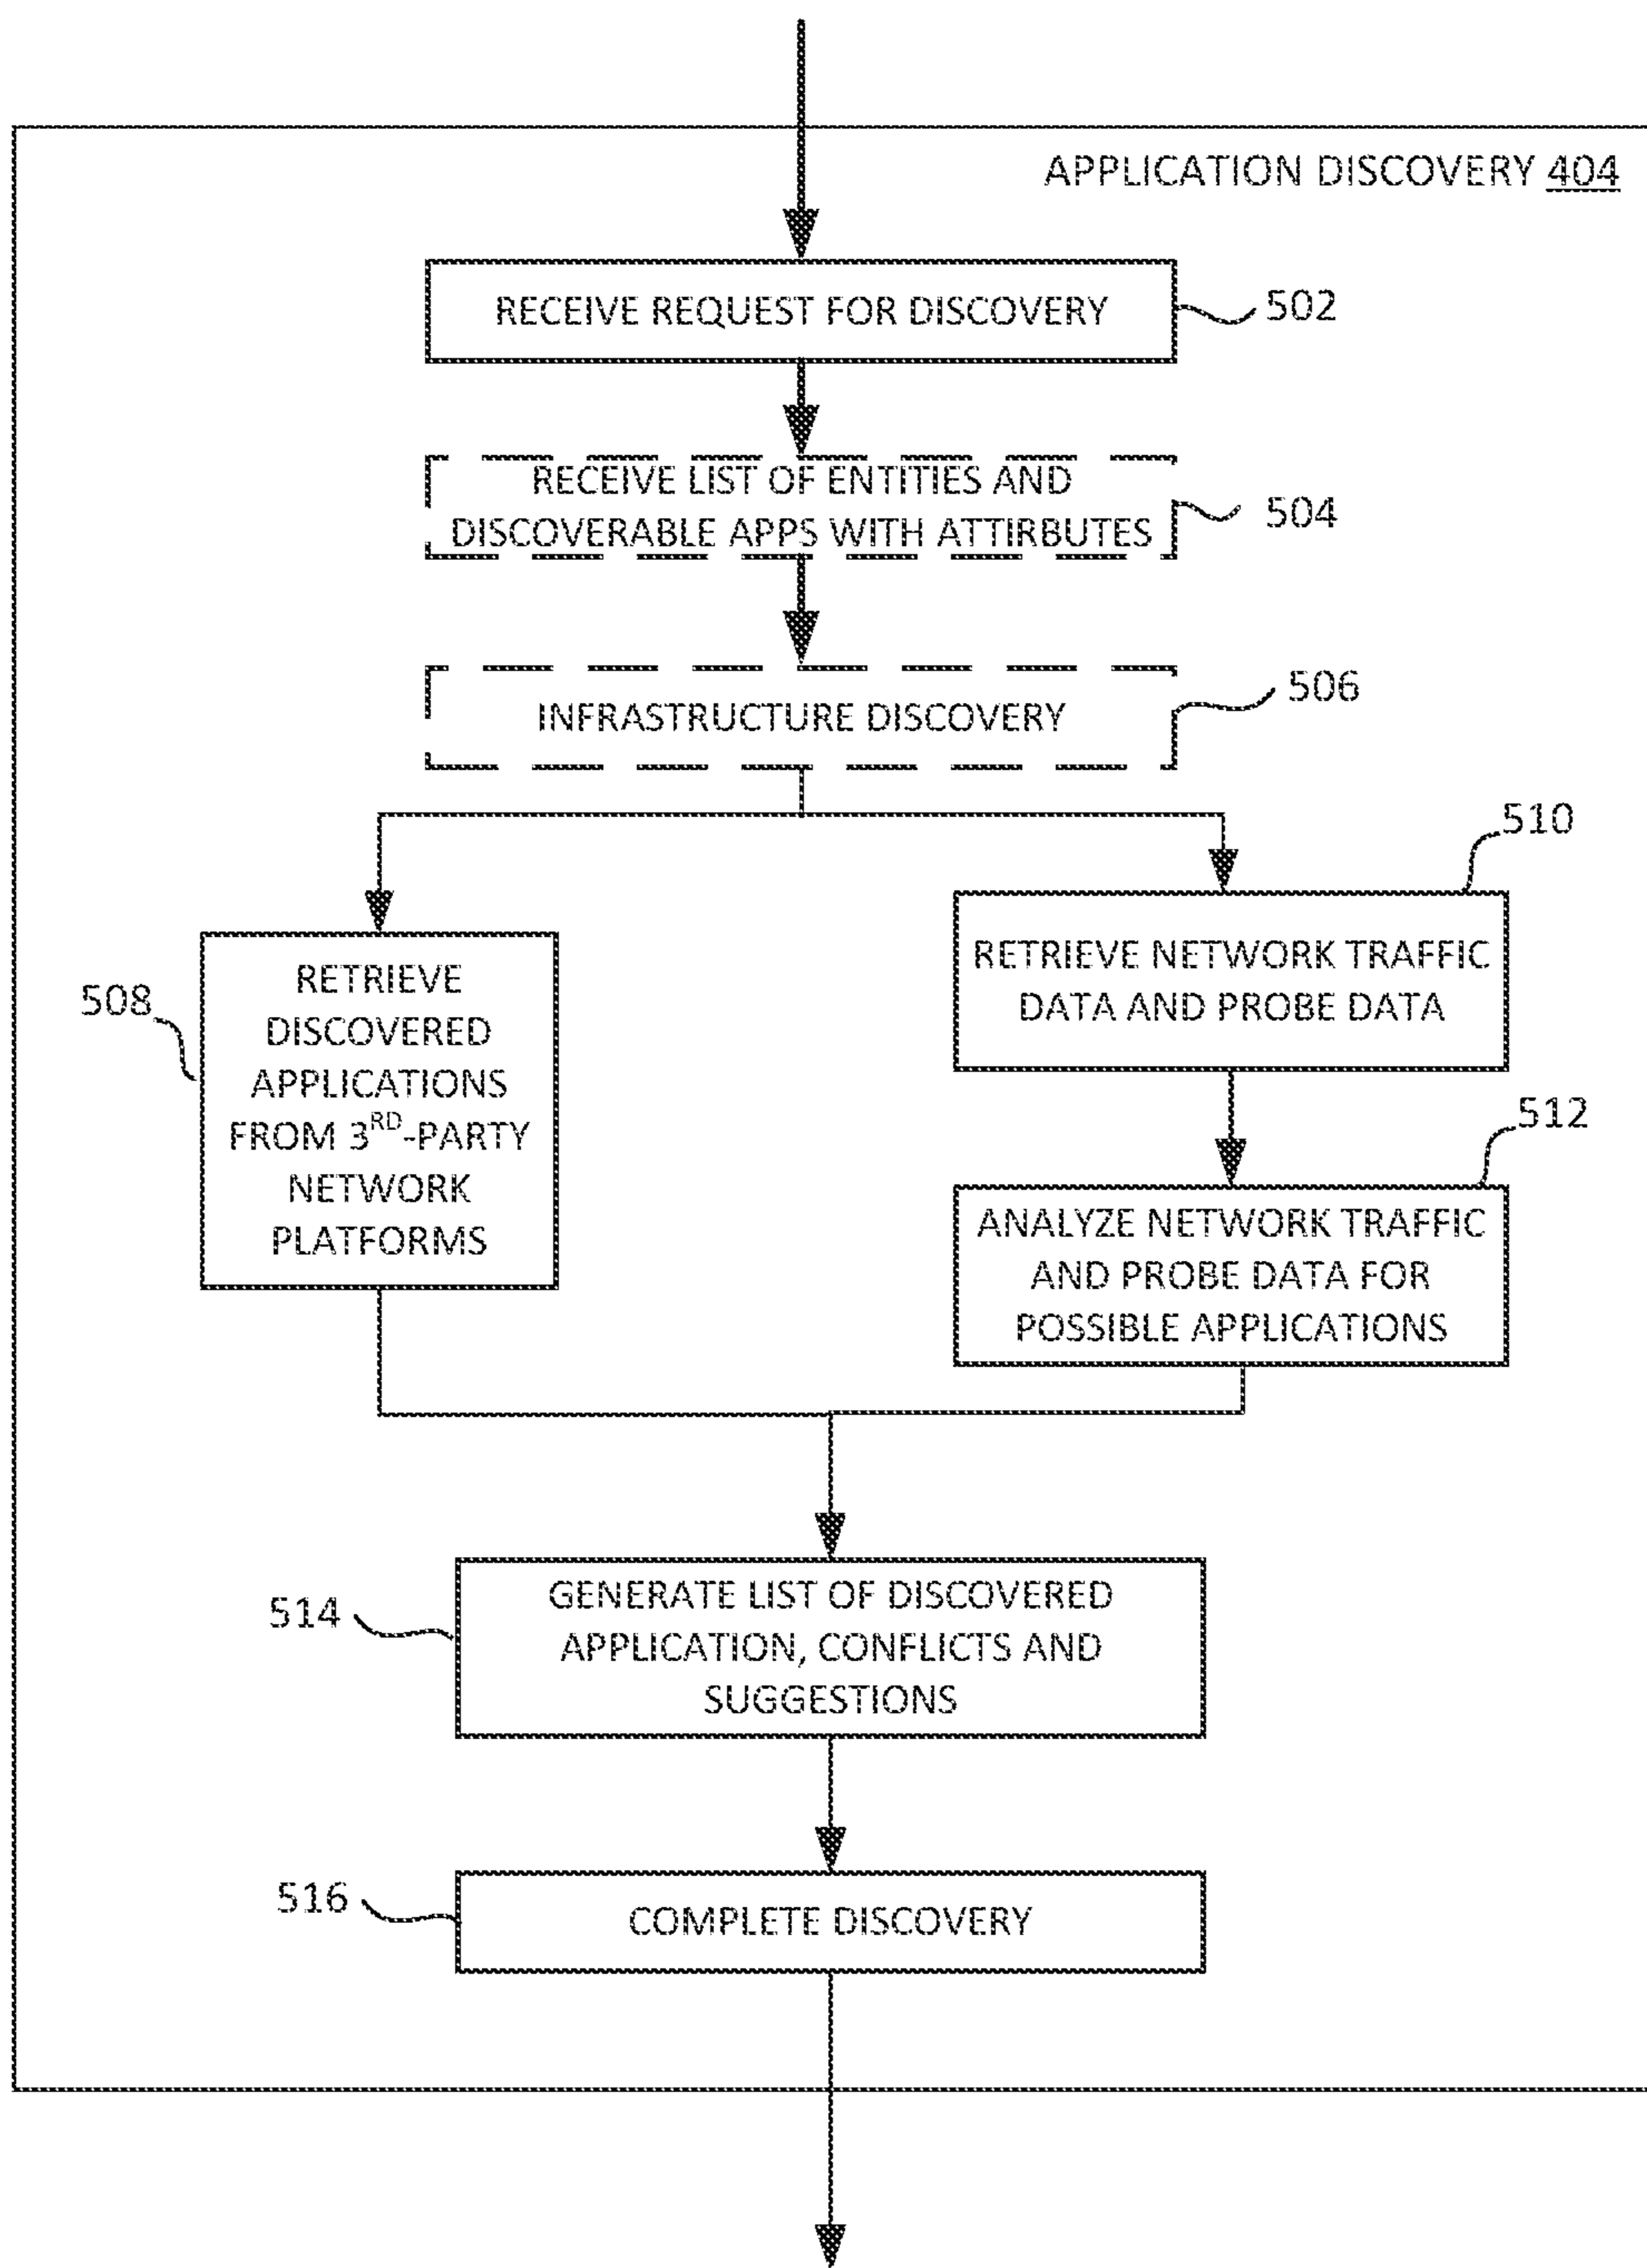 APPLICATION DISCOVERY 404
RECEIVE REQUEST FOR DISCOVERY
502
RECEIVE LIST OF ENTITIES AND
DISCOVERABLE APPS WITH ATTIRBUTES
504
INFRASTRUCTURE DISCOVERY
506
508
RETRIEVE
DISCOVERED
APPLICATIONS
FROM 3RD-PARTY
NETWORK
PLATFORMS
510
RETRIEVE NETWORK TRAFFIC
DATA AND PROBE DATA
512
ANALYZE NETWORK TRAFFIC
AND PROBE DATA FOR
POSSIBLE APPLICATIONS
514
GENERATE LIST OF DISCOVERED
APPLICATION, CONFLICTS AND
SUGGESTIONS
516
COMPLETE DISCOVERY